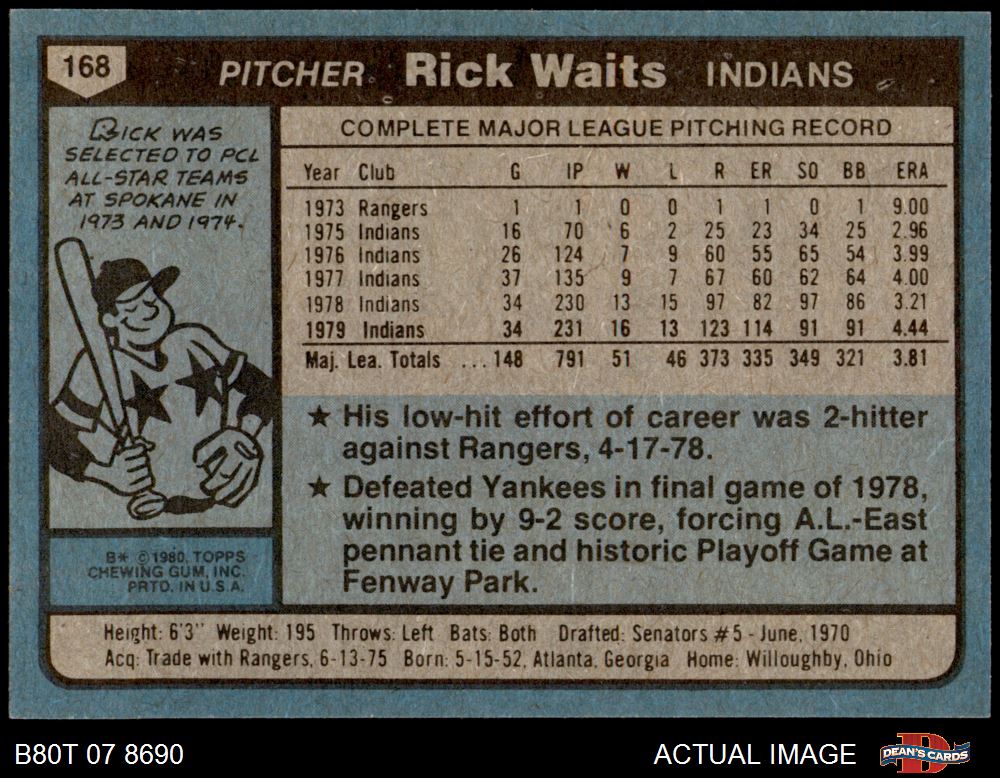 168 PITCHER Rick Waits INDIANS
RICK WAS
SELECTED TO PCL
ALL-STAR TEAMS
AT SPOKANE IN
1973 AND 1974.
COMPLETE MAJOR LEAGUE PITCHING RECORD
Year Club G IP W L R ER SO BB ERA
1973 Rangers 1 1 0 0 1 1 0 1 9.00
1975 Indians 16 70 6 2 25 23 34 25 2.96
1976 Indians 26 124 7 9 60 55 65 54 3.99
1977 Indians 37 135 9 7 67 60 62 64 4.00
1978 Indians 34 230 13 15 97 82 97 86 3.21
1979 Indians 34 231 16 13 123 114 91 91 4.44
Maj. Lea. Totals ... 148 791 51 46 373 335 349 321 3.81
★ His low-hit effort of career was 2-hitter
against Rangers, 4-17-78.
★ Defeated Yankees in final game of 1978,
winning by 9-2 score, forcing A.L.-East
pennant tie and historic Playoff Game at
Fenway Park.
B* © 1980, TOPPS
CHEWING GUM, INC.
PRTD. IN U.S.A.
Height: 6'3" Weight: 195 Throws: Left Bats: Both Drafted: Senators #5 - June, 1970
Acq: Trade with Rangers, 6-13-75 Born: 5-15-52, Atlanta, Georgia Home: Willoughby, Ohio
B80T 07 8690 ACTUAL IMAGE DEAN'S CARDS